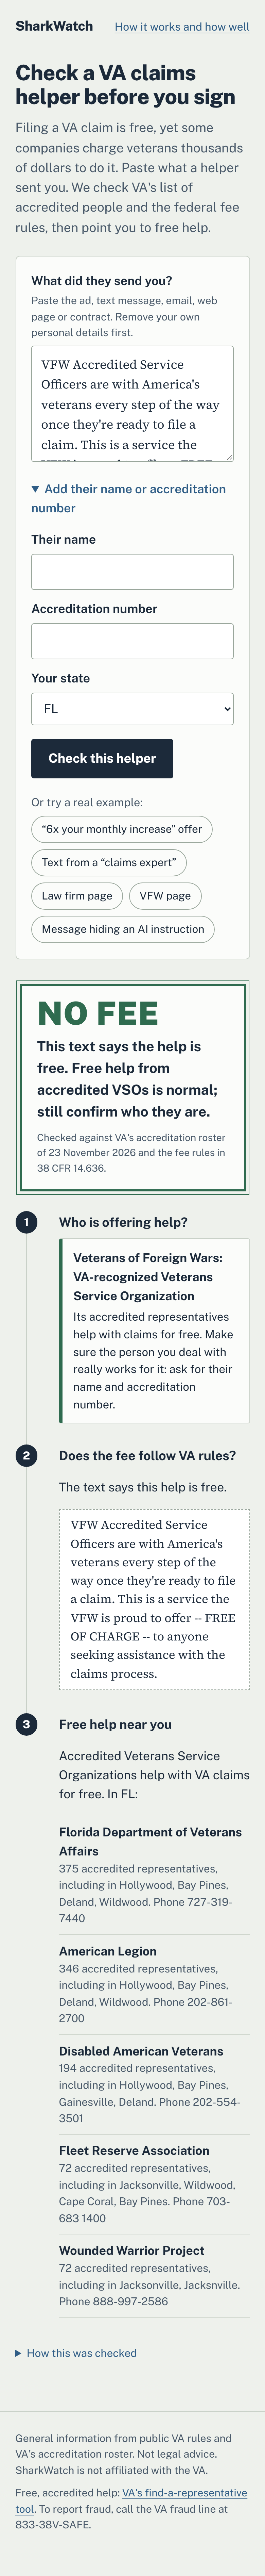 SharkWatch
How it works and how well
Check a VA claims
helper before you sign
Filing a VA claim is free, yet some
companies charge veterans thousands
of dollars to do it. Paste what a helper
sent you. We check VA's list of
accredited people and the federal fee
rules, then point you to free help.
What did they send you?
Paste the ad, text message, email, web
page or contract. Remove your own
personal details first.
VFW Accredited Service
Officers are with America's
veterans every step of the way
once they're ready to file a
claim. This is a service the
▼ Add their name or accreditation
number
Their name
Accreditation number
Your state
FL
Check this helper
Or try a real example:
“6x your monthly increase” offer
Text from a “claims expert”
Law firm page
VFW page
Message hiding an AI instruction
NO FEE
This text says the help is
free. Free help from
accredited VSOs is normal;
still confirm who they are.
Checked against VA's accreditation roster
of 23 November 2026 and the fee rules in
38 CFR 14.636.
1
Who is offering help?
Veterans of Foreign Wars:
VA-recognized Veterans
Service Organization
Its accredited representatives
help with claims for free. Make
sure the person you deal with
really works for it: ask for their
name and accreditation
number.
2
Does the fee follow VA rules?
The text says this help is free.
VFW Accredited Service
Officers are with America's
veterans every step of the
way once they're ready to file
a claim. This is a service the
VFW is proud to offer -- FREE
OF CHARGE -- to anyone
seeking assistance with the
claims process.
3
Free help near you
Accredited Veterans Service
Organizations help with VA claims
for free. In FL:
Florida Department of Veterans
Affairs
375 accredited representatives,
including in Hollywood, Bay Pines,
Deland, Wildwood. Phone 727-319-
7440
American Legion
346 accredited representatives,
including in Hollywood, Bay Pines,
Deland, Wildwood. Phone 202-861-
2700
Disabled American Veterans
194 accredited representatives,
including in Hollywood, Bay Pines,
Gainesville, Deland. Phone 202-554-
3501
Fleet Reserve Association
72 accredited representatives,
including in Jacksonville, Wildwood,
Cape Coral, Bay Pines. Phone 703-
683 1400
Wounded Warrior Project
72 accredited representatives,
including in Jacksonville, Jacksnville.
Phone 888-997-2586
▶ How this was checked
General information from public VA rules and
VA's accreditation roster. Not legal advice.
SharkWatch is not affiliated with the VA.
Free, accredited help: VA's find-a-representative
tool. To report fraud, call the VA fraud line at
833-38V-SAFE.